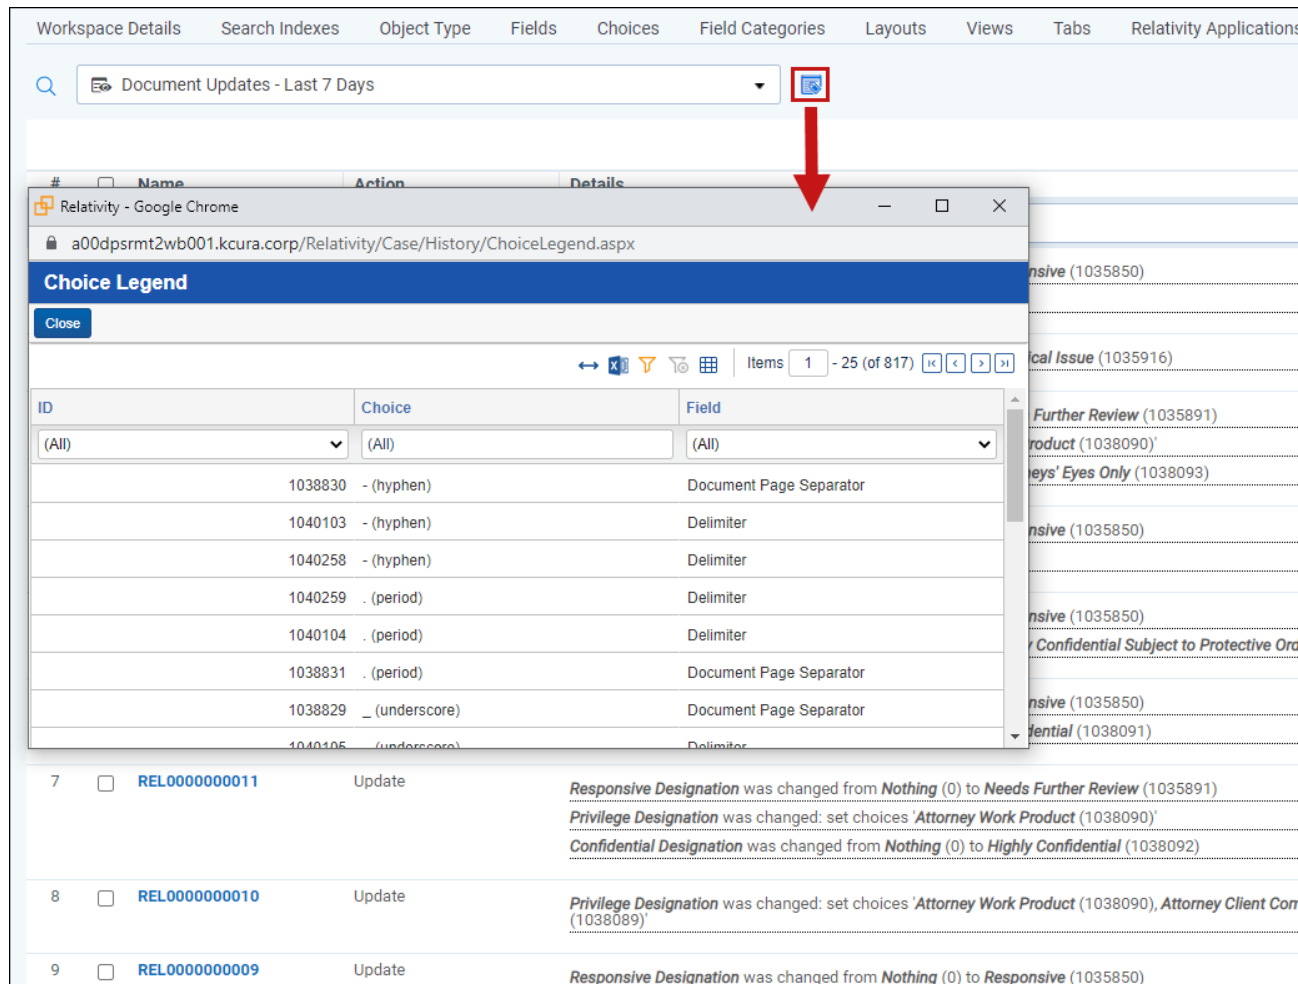 Workspace Details Search Indexes Object Type Fields Choices Field Categories Layouts Views Tabs Relativity Applications
Document Updates - Last 7 Days
# Name Action Details
Relativity - Google Chrome
a00dpsrmt2wb001.kcura.corp/Relativity/Case/History/ChoiceLegend.aspx
Choice Legend
Close
Items 1 - 25 (of 817)
ID Choice Field
(All) (All) (All)
1038830 - (hyphen) Document Page Separator
1040103 - (hyphen) Delimiter
1040258 - (hyphen) Delimiter
1040259 . (period) Delimiter
1040104 . (period) Delimiter
1038831 . (period) Document Page Separator
1038829 _ (underscore) Document Page Separator
1040105 _ (underscore) Delimiter
nsive (1035850)
ical Issue (1035916)
Further Review (1035891)
roduct (1038090)'
eys' Eyes Only (1038093)
nsive (1035850)
nsive (1035850)
Confidential Subject to Protective Ord
nsive (1035850)
dential (1038091)
7 REL0000000011 Update Responsive Designation was changed from Nothing (0) to Needs Further Review (1035891)
Privilege Designation was changed: set choices 'Attorney Work Product (1038090)'
Confidential Designation was changed from Nothing (0) to Highly Confidential (1038092)
8 REL0000000010 Update Privilege Designation was changed: set choices 'Attorney Work Product (1038090), Attorney Client Com
(1038089)'
9 REL0000000009 Update Responsive Designation was changed from Nothing (0) to Responsive (1035850)